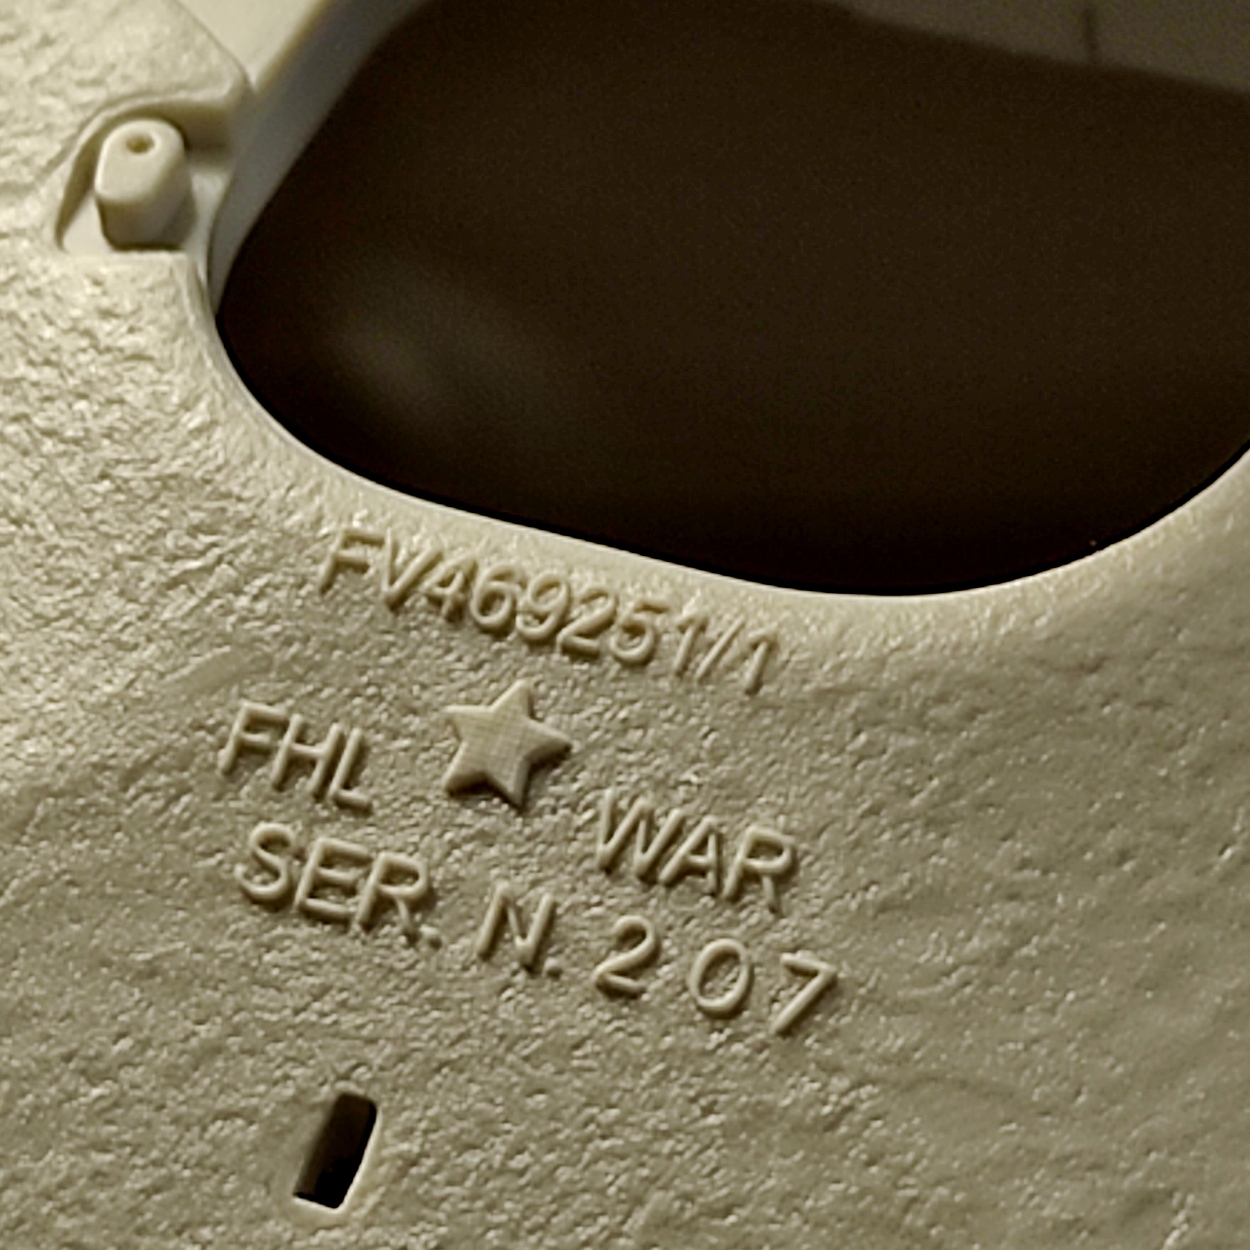 FV469251/1
FHL ★ WAR
SER. N. 207